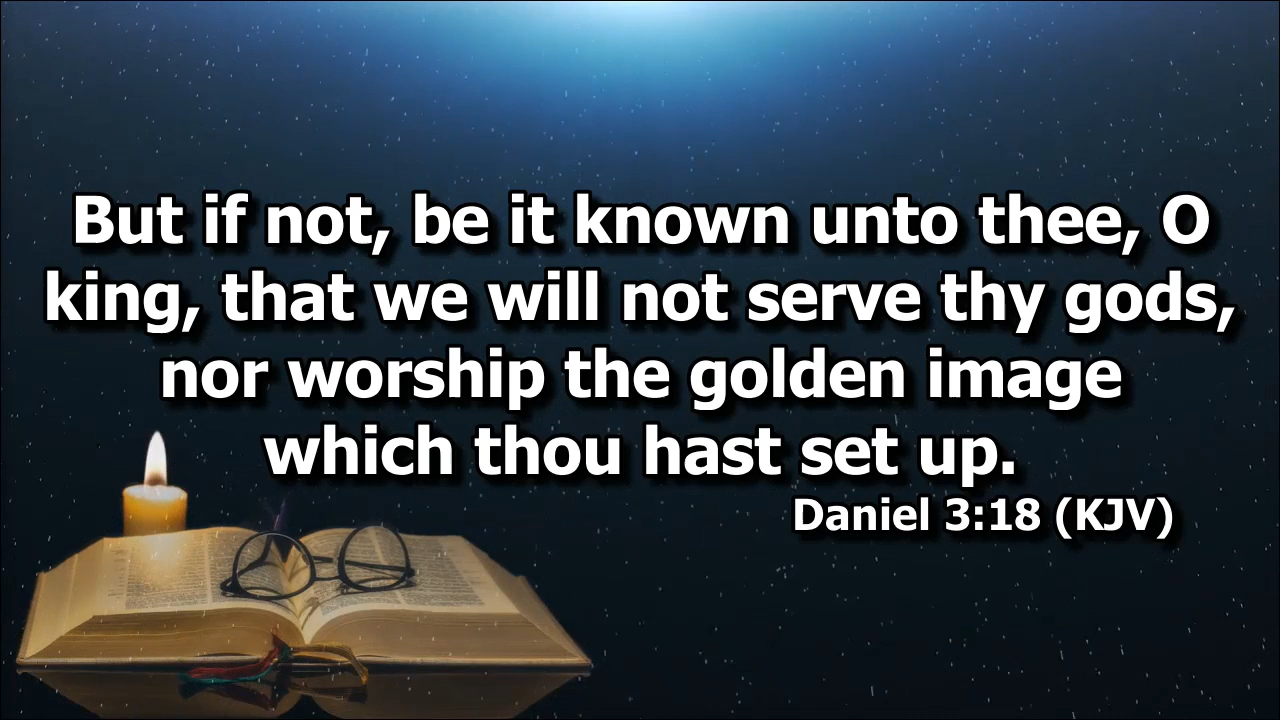 But if not, be it known unto thee, O
king, that we will not serve thy gods,
nor worship the golden image
which thou hast set up.
Daniel 3:18 (KJV)